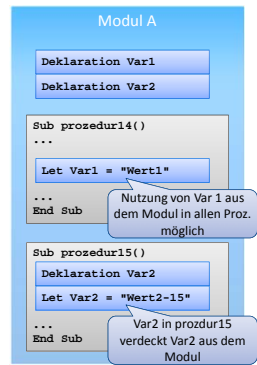 Modul A
Deklaration Var1
Deklaration Var2
Sub prozedur14()
...
Let Var1 = "Wert1"
...
End Sub
Nutzung von Var 1 aus
dem Modul in allen Proz.
möglich
Sub prozedur15()
Deklaration Var2
Let Var2 = "Wert2-15"
...
End Sub
Var2 in prozdur15
verdeckt Var2 aus dem
Modul